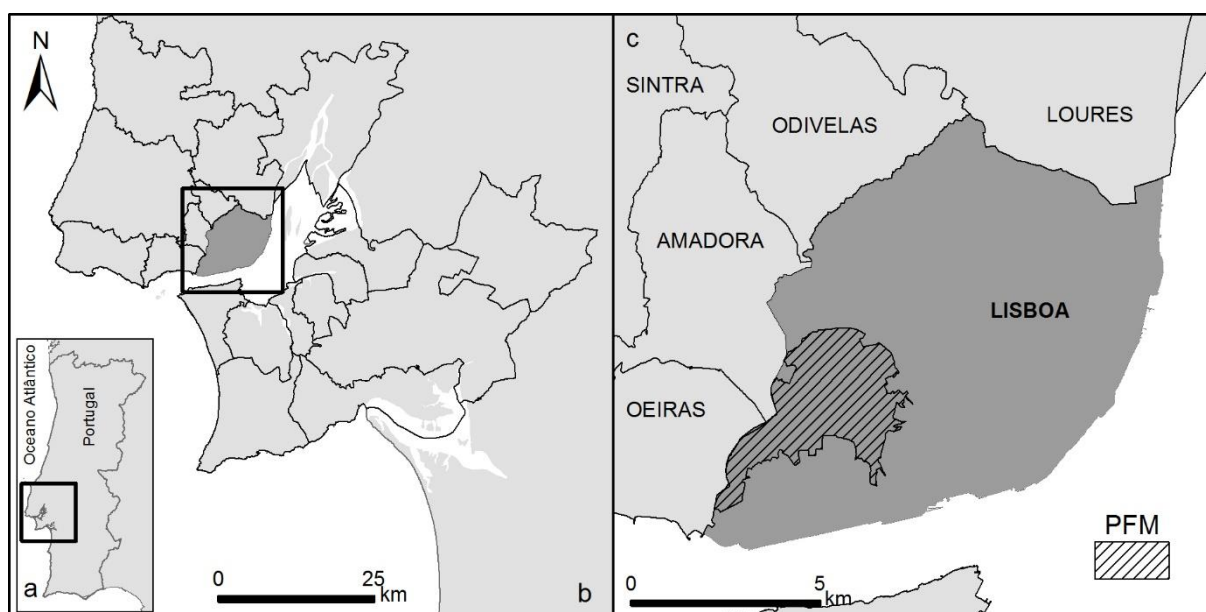 N
Oceano Atlântico
Portugal
a
0 25
km
b
c
SINTRA
ODIVELAS
LOURES
AMADORA
LISBOA
OEIRAS
PFM
0 5
km